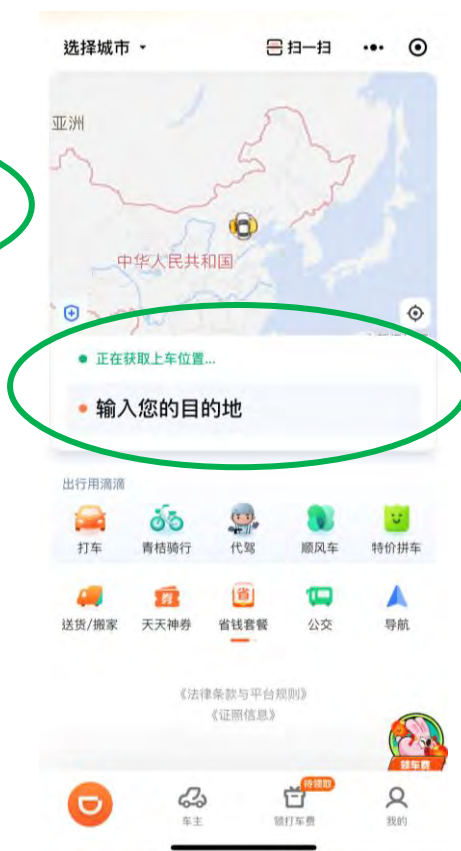 选择城市
扫一扫
亚洲
中华人民共和国
正在获取上车位置...
输入您的目的地
出行用滴滴
打车
青桔骑行
代驾
顺风车
特价拼车
券
省
送货/搬家
天天神券
省钱套餐
公交
导航
《法律条款与平台规则》
《证照信息》
领车费
待领取
车主
领打车费
我的